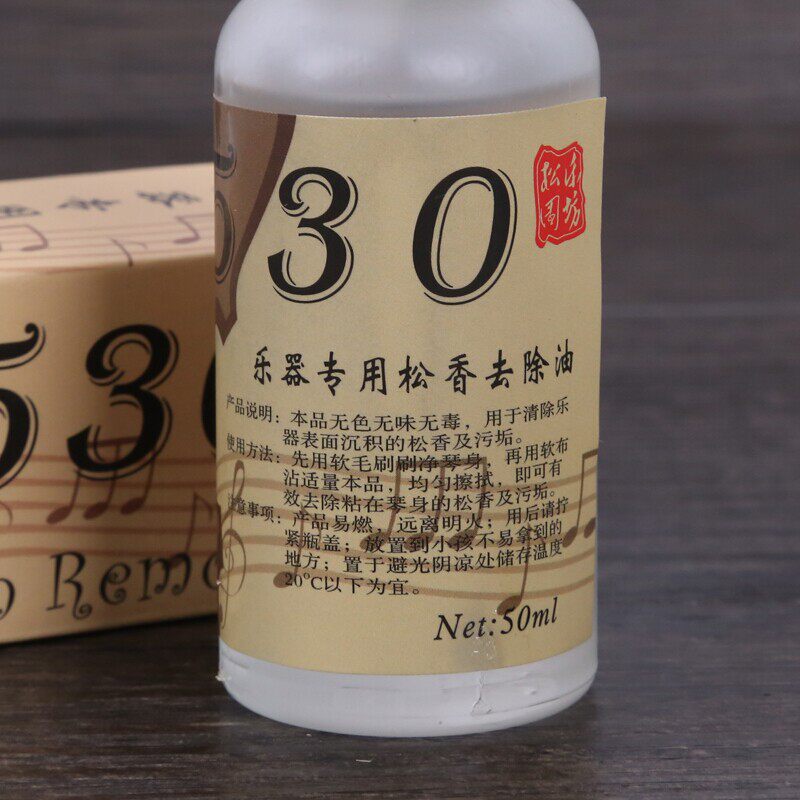 530
松周
乐坊
乐器专用松香去除油
产品说明：本品无色无味无毒，用于清除乐
器表面沉积的松香及污垢。
使用方法：先用软毛刷刷净琴身，再用软布
沾适量本品，均匀擦拭，即可有
效去除粘在琴身的松香及污垢。
注意事项：产品易燃，远离明火；用后请拧
紧瓶盖；放置到小孩不易拿到的
地方；置于避光阴凉处储存温度
20°C以下为宜。
Net:50ml
530
Remo